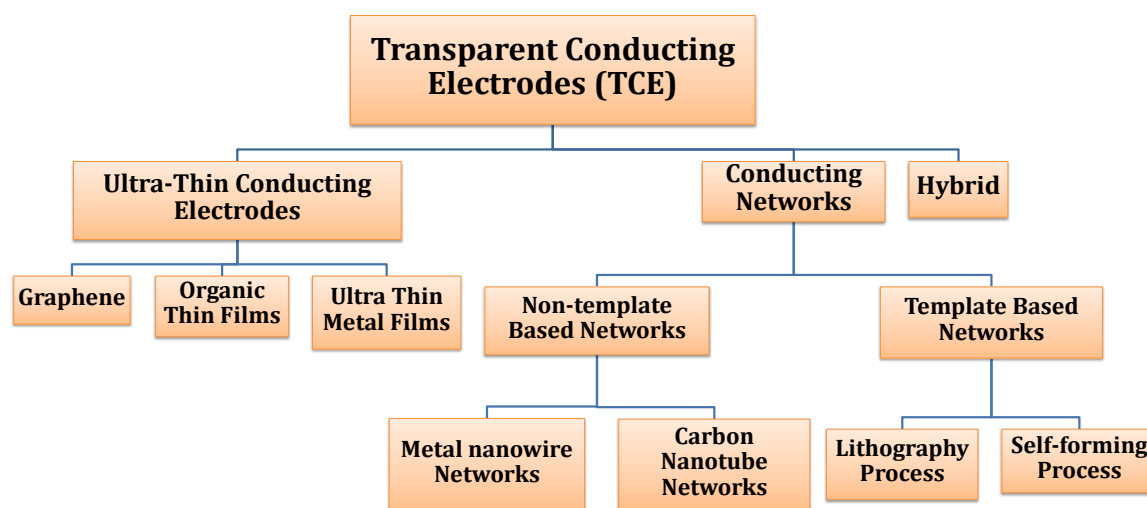 Transparent Conducting
Electrodes (TCE)
Ultra-Thin Conducting
Electrodes
Conducting
Networks
Hybrid
Graphene
Organic
Thin Films
Ultra Thin
Metal Films
Non-template
Based Networks
Template Based
Networks
Metal nanowire
Networks
Carbon
Nanotube
Networks
Lithography
Process
Self-forming
Process